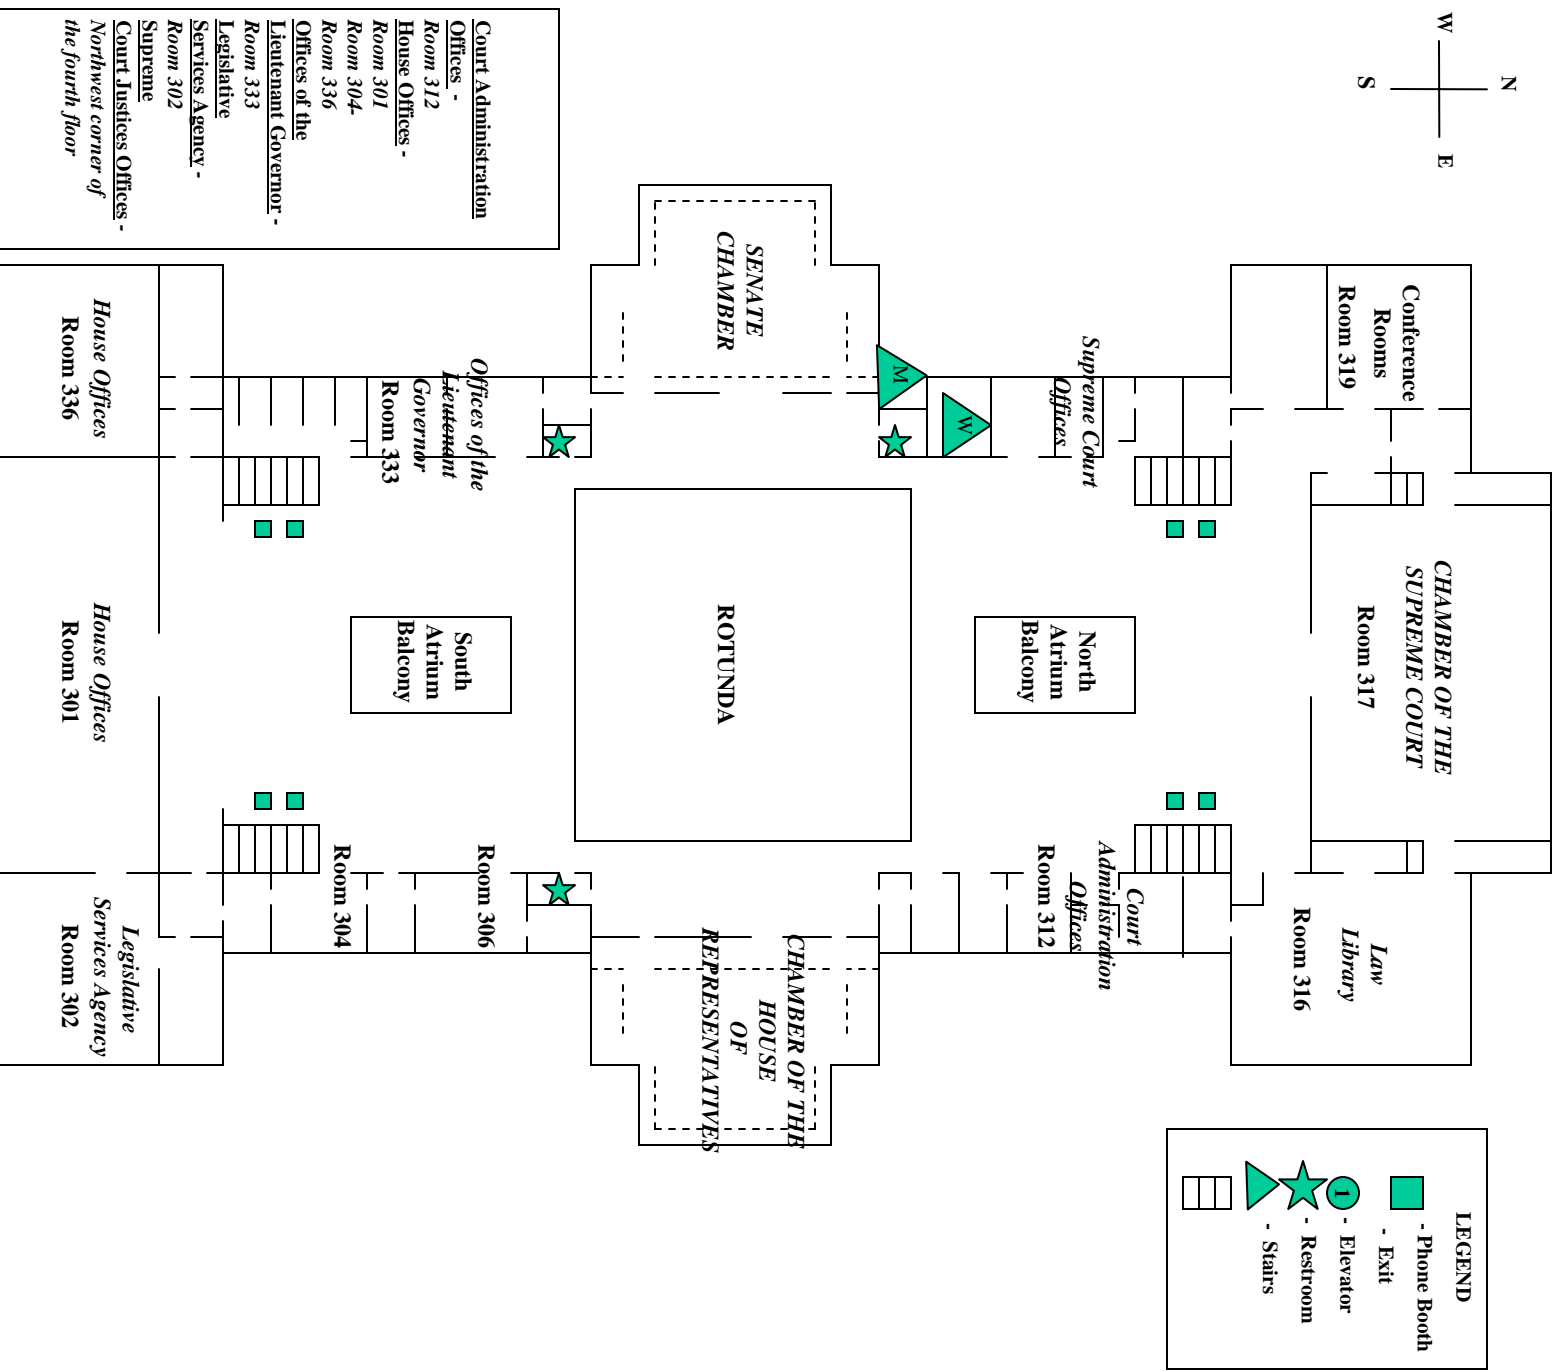 N
W
E
S
Conference
Rooms
Room 319
CHAMBER OF THE
SUPREME COURT
Room 317
Law
Library
Room 316
LEGEND
- Phone Booth
- Exit
- Elevator
- Restroom
- Stairs
1
Supreme Court
Offices
W
M
North
Atrium
Balcony
Court
Administration
Offices
Room 312
SENATE
CHAMBER
ROTUNDA
CHAMBER OF THE
HOUSE
OF
REPRESENTATIVES
Offices of the
Lieutenant
Governor
Room 333
South
Atrium
Balcony
Room 306
Room 304
Court Administration
Offices -
Room 312
House Offices -
Room 301
Room 304-
Room 336
Offices of the
Lieutenant Governor -
Room 333
Legislative
Services Agency -
Room 302
Supreme
Court Justices Offices -
Northwest corner of
the fourth floor
House Offices
Room 336
House Offices
Room 301
Legislative
Services Agency
Room 302